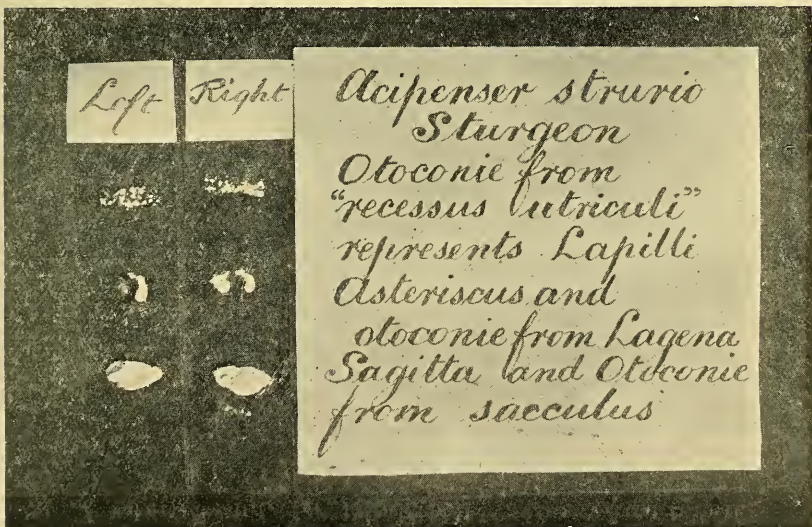 Left
Right
Acipenser strurio
Sturgeon
Otoconie from
"recessus utriculi"
represents Lapilli
Asteriscus and
otoconie from Lagena
Sagitta and Otoconie
from sacculus